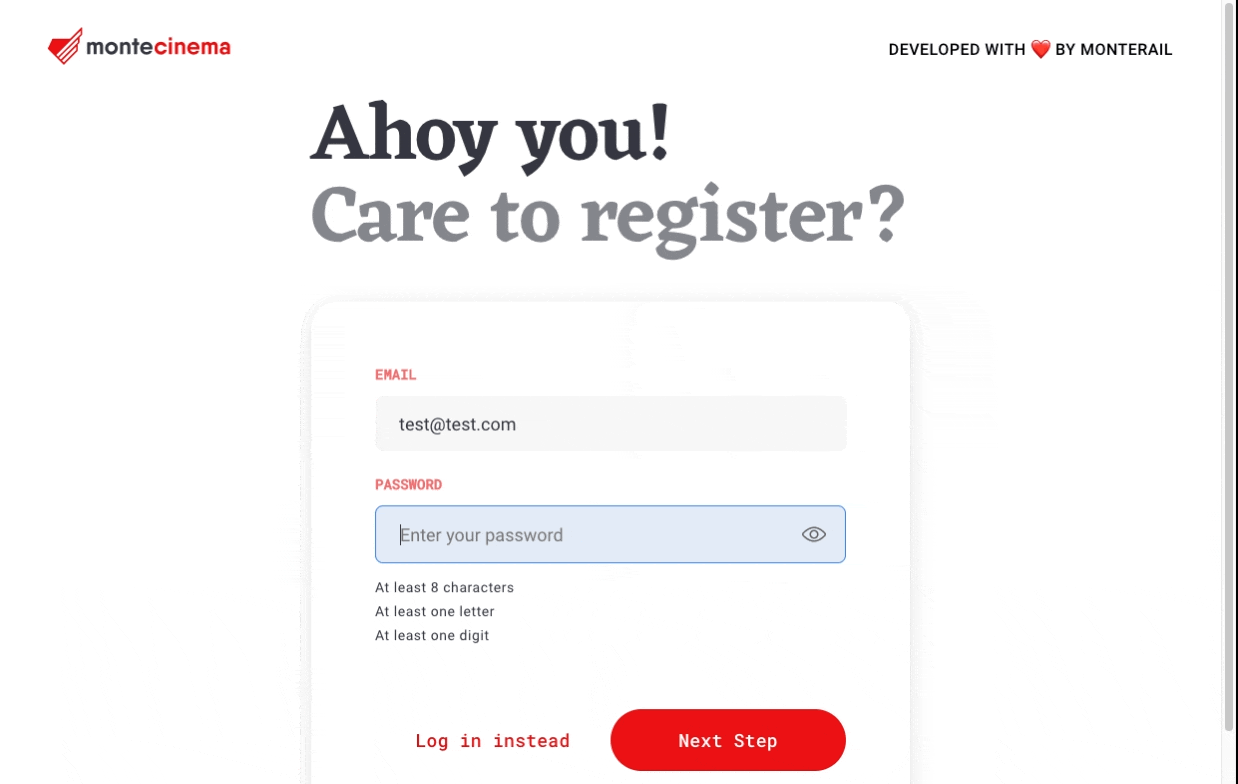 montecinema
DEVELOPED WITH ❤️ BY MONTERAIL
Ahoy you!
Care to register?
EMAIL
test@test.com
PASSWORD
Enter your password
At least 8 characters
At least one letter
At least one digit
Log in instead
Next Step